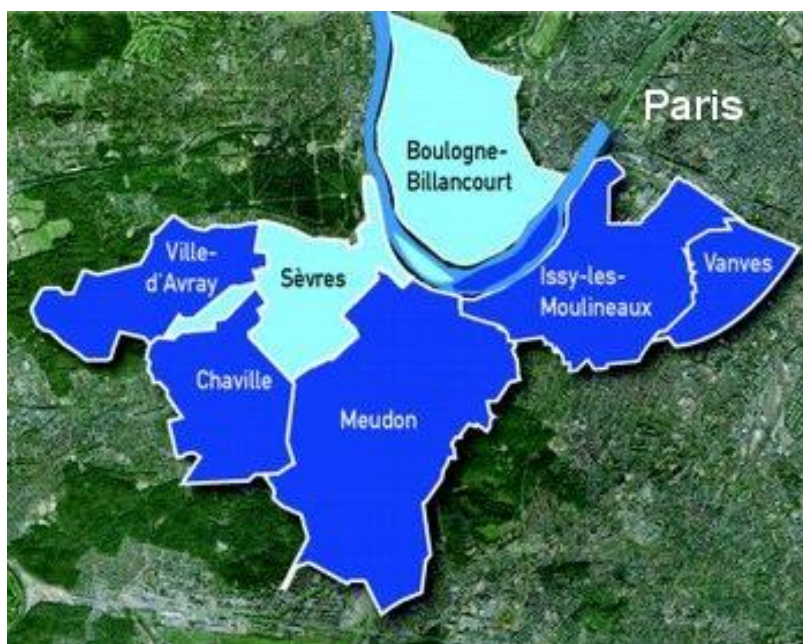 Paris
Boulogne-
Billancourt
Ville-
d'Avray
Sèvres
Issy-les-
Moulineaux
Vanves
Chaville
Meudon